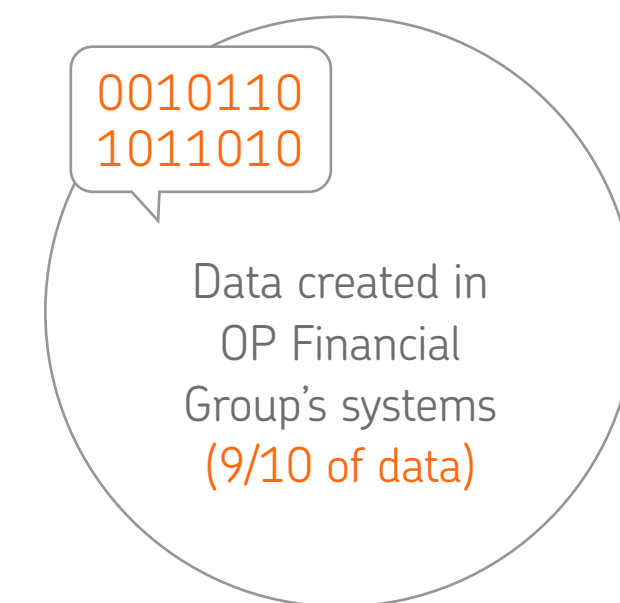 0010110
1011010
Data created in
OP Financial
Group's systems
(9/10 of data)